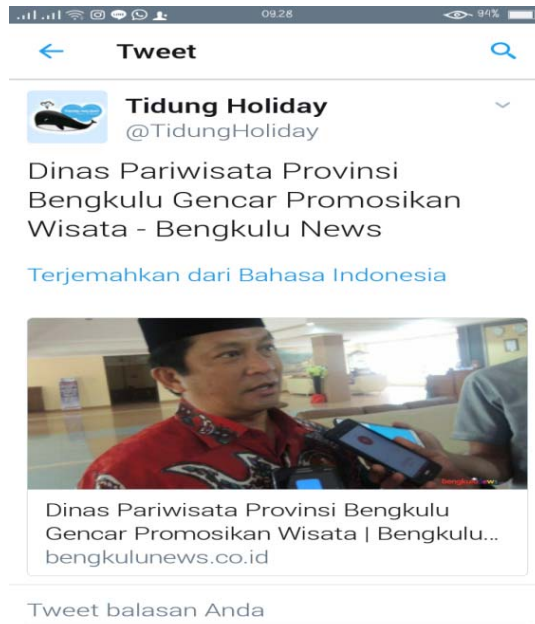 09.28
94%
Tweet
Tidung Holiday
@TidungHoliday
Dinas Pariwisata Provinsi
Bengkulu Gencar Promosikan
Wisata - Bengkulu News
Terjemahkan dari Bahasa Indonesia
Dinas Pariwisata Provinsi Bengkulu
Gencar Promosikan Wisata | Bengkulu...
bengkulunews.co.id
Tweet balasan Anda